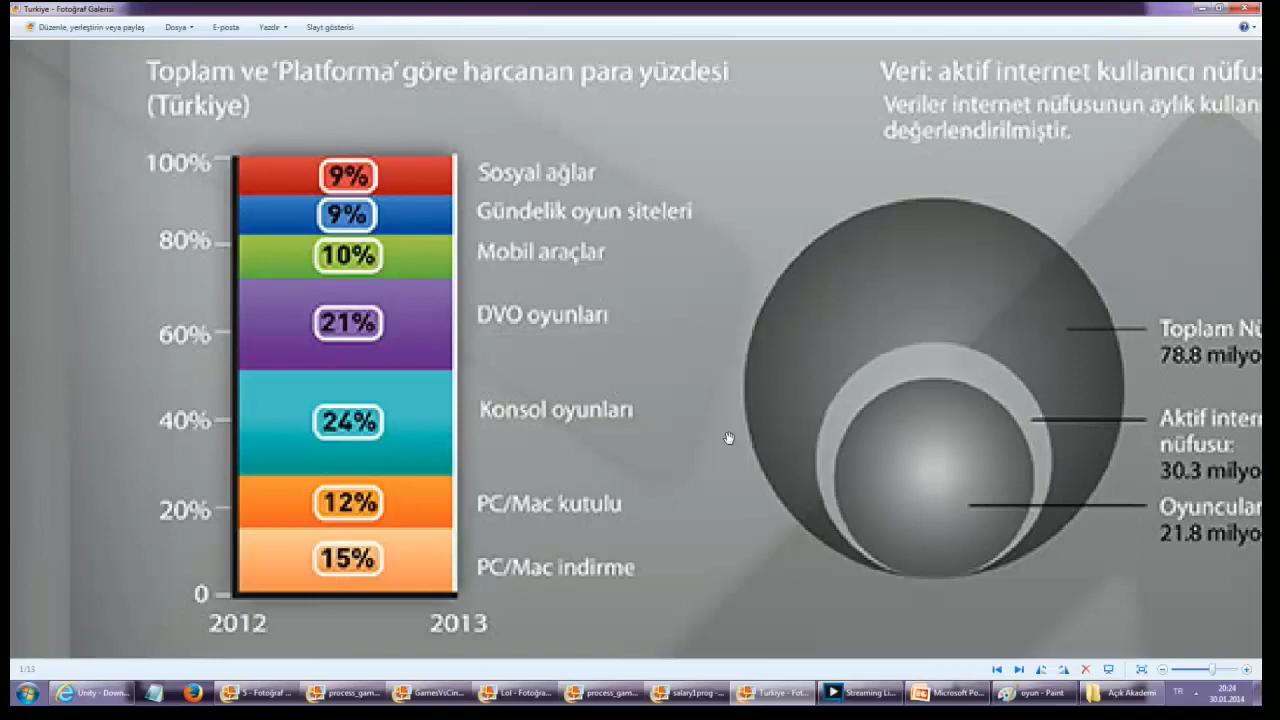 Turkiye - Fotoğraf Galerisi
Düzenle, yerleştirin veya paylaş Dosya E-posta Yazdır Slayt gösterisi
Toplam ve 'Platforma' göre harcanan para yüzdesi
(Türkiye)
100%
80%
60%
40%
20%
0
2012 2013
9% Sosyal ağlar
9% Gündelik oyun siteleri
10% Mobil araçlar
21% DVO oyunları
24% Konsol oyunları
12% PC/Mac kutulu
15% PC/Mac indirme
Veri: aktif internet kullanıcı nüfus
Veriler internet nüfusunun aylık kullan
değerlendirilmiştir.
Toplam Nü
78.8 milyo
Aktif inter
nüfusu:
30.3 milyo
Oyuncular
21.8 milyo
1/13
Unity - Down... 5 - Fotoğraf ... process_gam... GamesVsCin... Lol - Fotoğra... process_gam... salary1prog -... Turkiye - Fot... Streaming Li... Microsoft Po... oyun - Paint Açık Akademi TR 20:24
30.01.2014